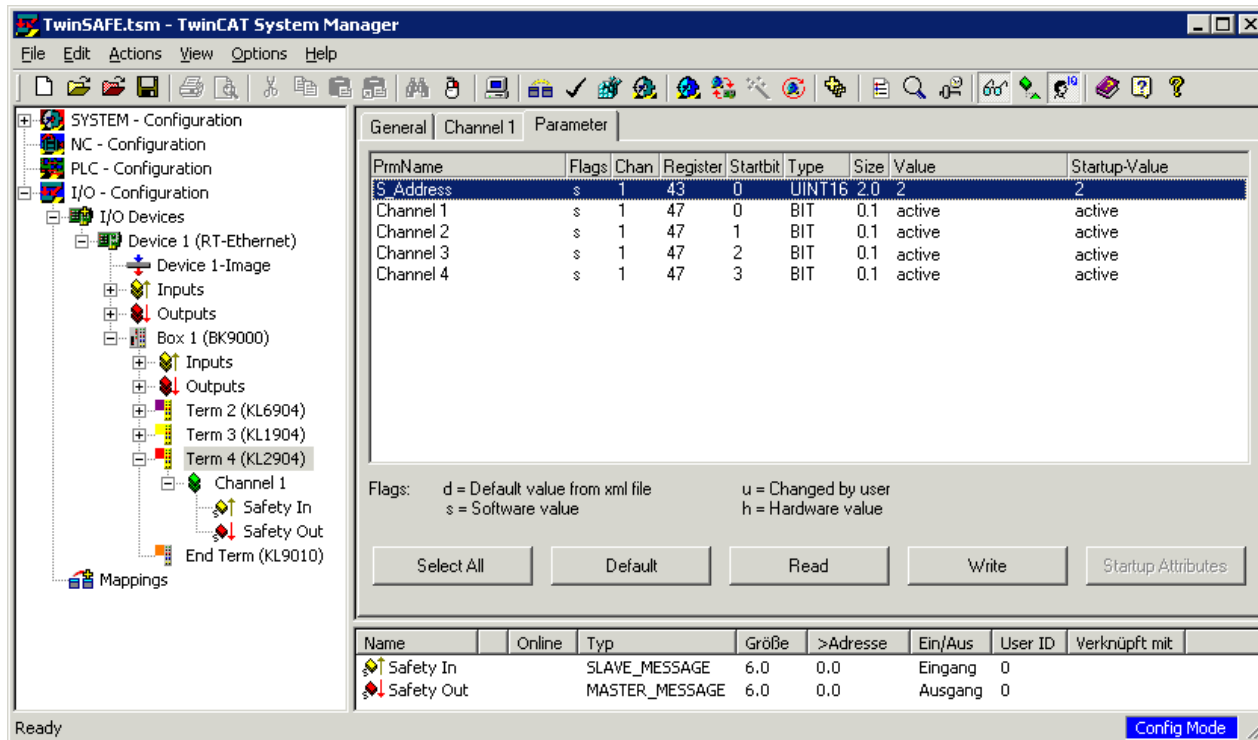 TwinSAFE.tsm - TwinCAT System Manager
File Edit Actions View Options Help
SYSTEM - Configuration
NC - Configuration
PLC - Configuration
I/O - Configuration
I/O Devices
Device 1 (RT-Ethernet)
Device 1-Image
Inputs
Outputs
Box 1 (BK9000)
Inputs
Outputs
Term 2 (KL6904)
Term 3 (KL1904)
Term 4 (KL2904)
Channel 1
Safety In
Safety Out
End Term (KL9010)
Mappings
General Channel 1 Parameter
PrmName Flags Chan Register Startbit Type Size Value Startup-Value
S_Address s 1 43 0 UINT16 2.0 2 2
Channel 1 s 1 47 0 BIT 0.1 active active
Channel 2 s 1 47 1 BIT 0.1 active active
Channel 3 s 1 47 2 BIT 0.1 active active
Channel 4 s 1 47 3 BIT 0.1 active active
Flags: d = Default value from xml file u = Changed by user
s = Software value h = Hardware value
Select All Default Read Write Startup Attributes
Name Online Typ Größe >Adresse Ein/Aus User ID Verknüpft mit
Safety In SLAVE_MESSAGE 6.0 0.0 Eingang 0
Safety Out MASTER_MESSAGE 6.0 0.0 Ausgang 0
Ready Config Mode